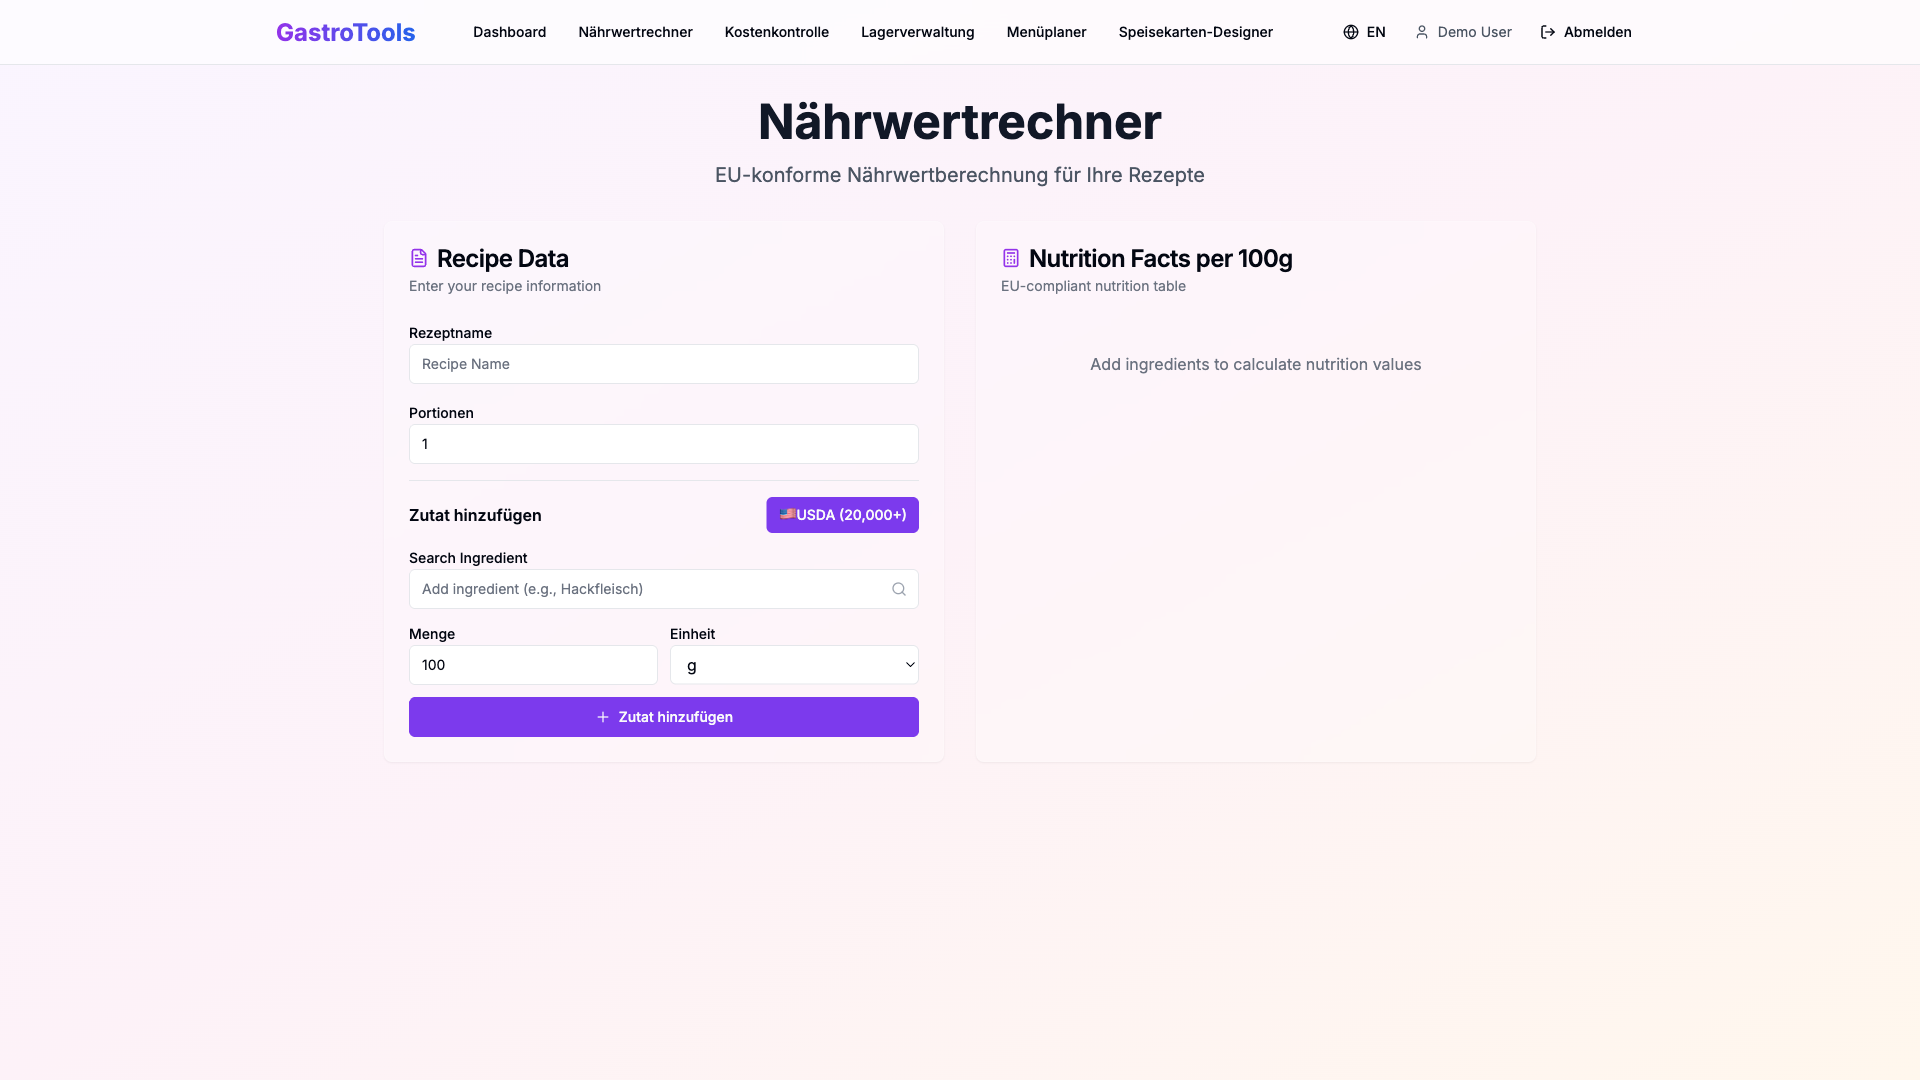 GastroTools
Dashboard
Nährwertrechner
Kostenkontrolle
Lagerverwaltung
Menüplaner
Speisekarten-Designer
EN
Demo User
Abmelden
Nährwertrechner
EU-konforme Nährwertberechnung für Ihre Rezepte
Recipe Data
Enter your recipe information
Rezeptname
Recipe Name
Portionen
1
Zutat hinzufügen
USDA (20,000+)
Search Ingredient
Add ingredient (e.g., Hackfleisch)
Menge
Einheit
100
g
Zutat hinzufügen
Nutrition Facts per 100g
EU-compliant nutrition table
Add ingredients to calculate nutrition values